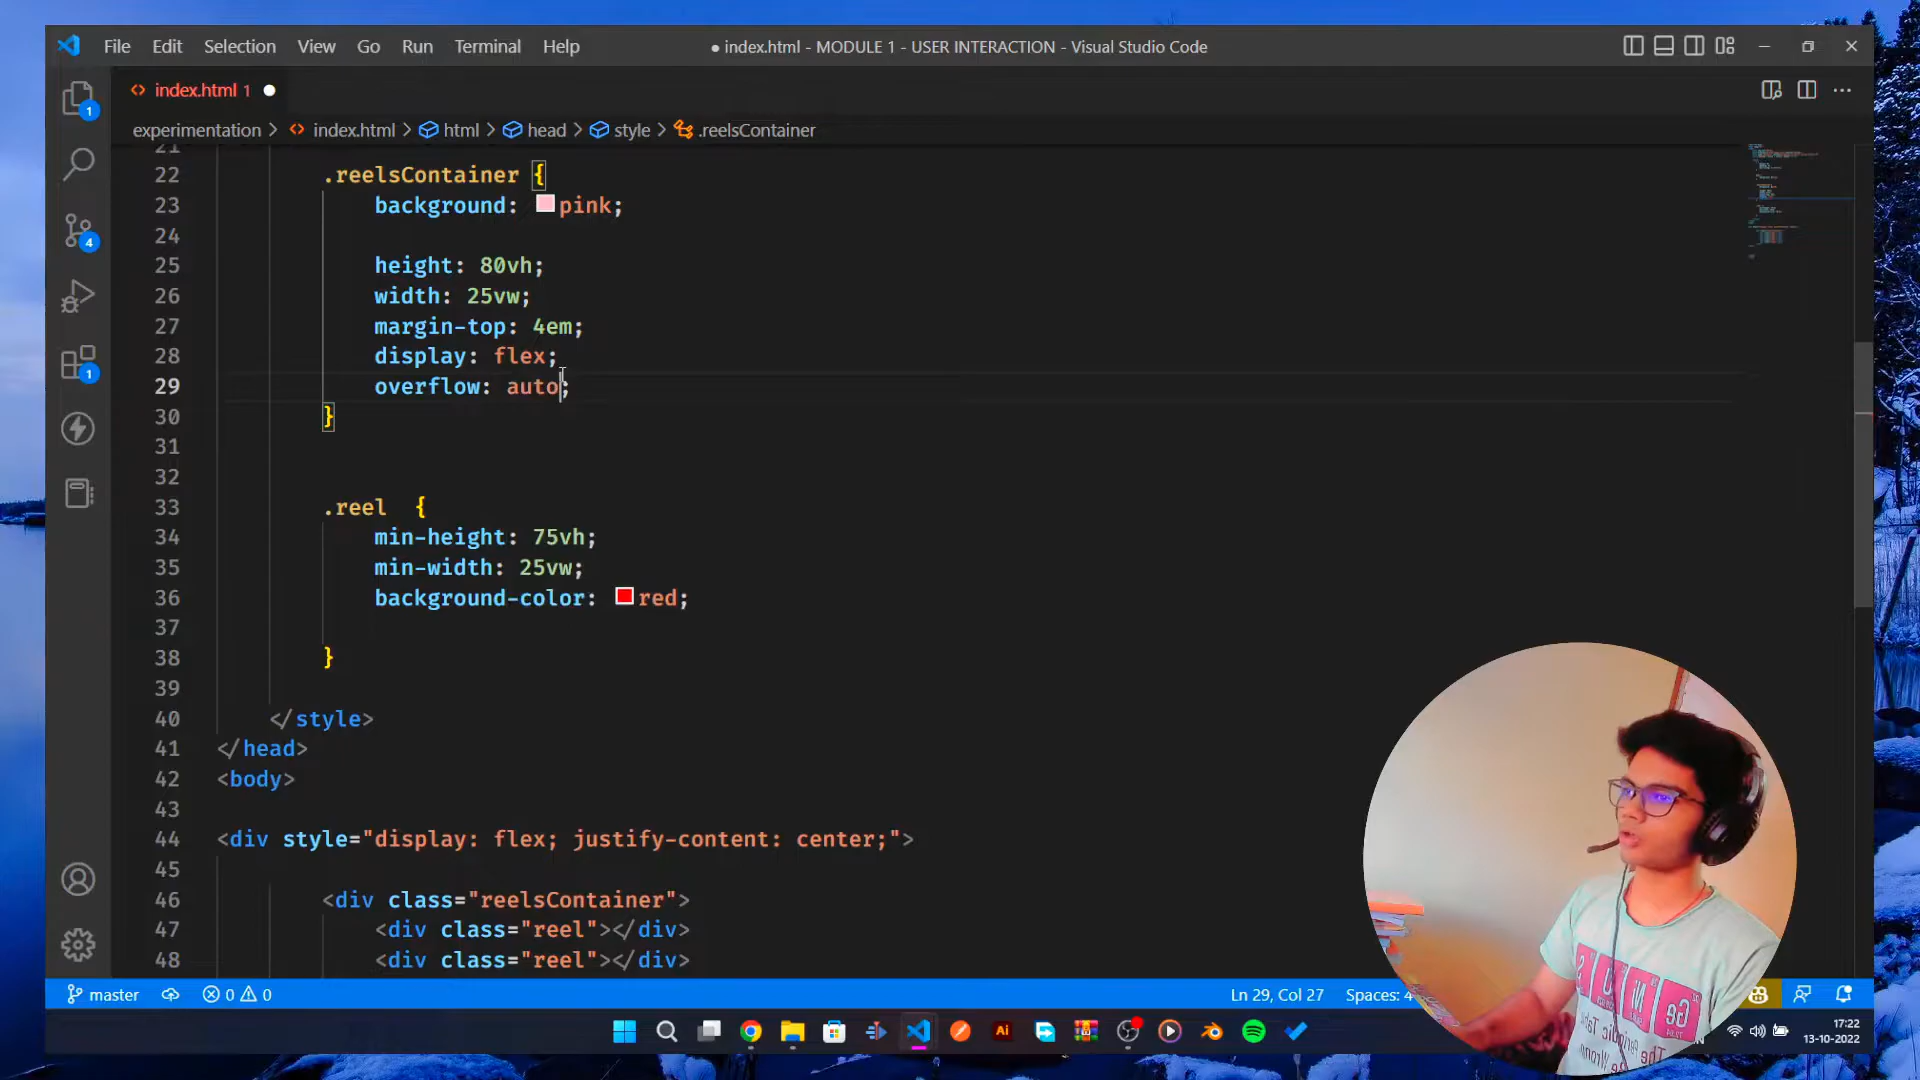 File Edit Selection View Go Run Terminal Help
● index.html - MODULE 1 - USER INTERACTION - Visual Studio Code
index.html 1
experimentation > index.html > html > head > style > .reelsContainer
21
22 .reelsContainer {
23 background: pink;
24
25 height: 80vh;
26 width: 25vw;
27 margin-top: 4em;
28 display: flex;
29 overflow: auto;
30 }
31
32
33 .reel {
34 min-height: 75vh;
35 min-width: 25vw;
36 background-color: red;
37
38 }
39
40 </style>
41 </head>
42 <body>
43
44 <div style="display: flex; justify-content: center;">
45
46 <div class="reelsContainer">
47 <div class="reel"></div>
48 <div class="reel"></div>
1
4
1
master 0 0 Ln 29, Col 27 Spaces: 4
Ai
17:22
13-10-2022